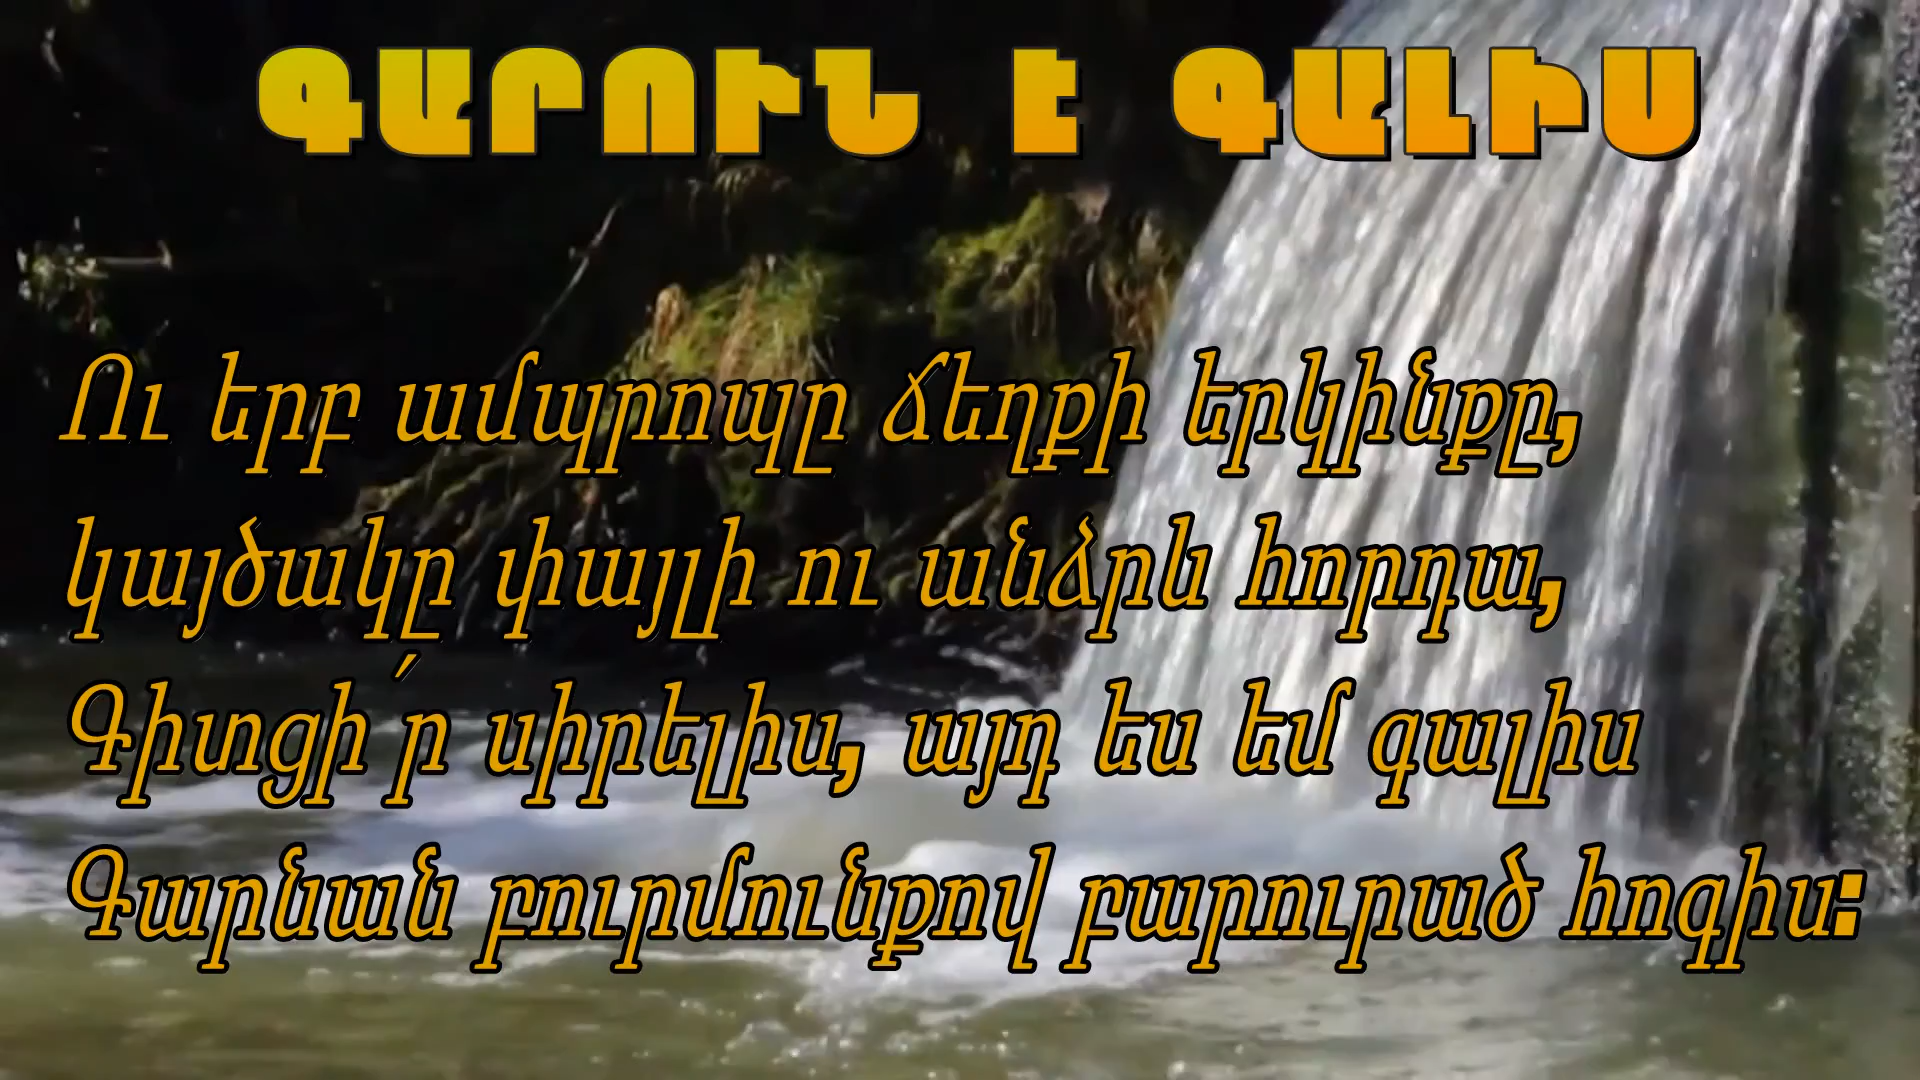 ԳԱՐՈՒՆ Է ԳԱԼԻՍ
Ու երբ ամպրոպը ճեղքի երկինքը,
կայծակը փայլի ու անձրև հորդա,
Գիտցի՛ր սիրելիս, այդ ես եմ գալիս
Գարնան բուրմունքով բարուրած հոգիս: